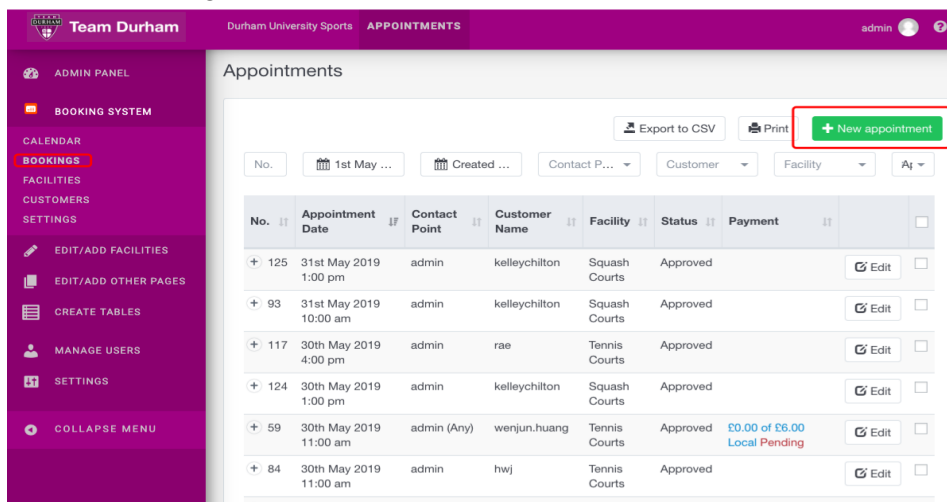 DURHAM
Team Durham
Durham University Sports APPOINTMENTS
admin
ADMIN PANEL
BOOKING SYSTEM
CALENDAR
BOOKINGS
FACILITIES
CUSTOMERS
SETTINGS
EDIT/ADD FACILITIES
EDIT/ADD OTHER PAGES
CREATE TABLES
MANAGE USERS
SETTINGS
COLLAPSE MENU
Appointments
Export to CSV Print + New appointment
No. 1st May ... Created ... Contact P... Customer Facility
No. Appointment Date Contact Point Customer Name Facility Status Payment
125 31st May 2019 admin kelleychilton Squash Approved Edit
1:00 pm Courts
93 31st May 2019 admin kelleychilton Squash Approved Edit
10:00 am Courts
117 30th May 2019 admin rae Tennis Approved Edit
4:00 pm Courts
124 30th May 2019 admin kelleychilton Squash Approved Edit
1:00 pm Courts
59 30th May 2019 admin (Any) wenjun.huang Tennis Approved £0.00 of £6.00 Edit
11:00 am Courts Local Pending
84 30th May 2019 admin hwj Tennis Approved Edit
11:00 am Courts